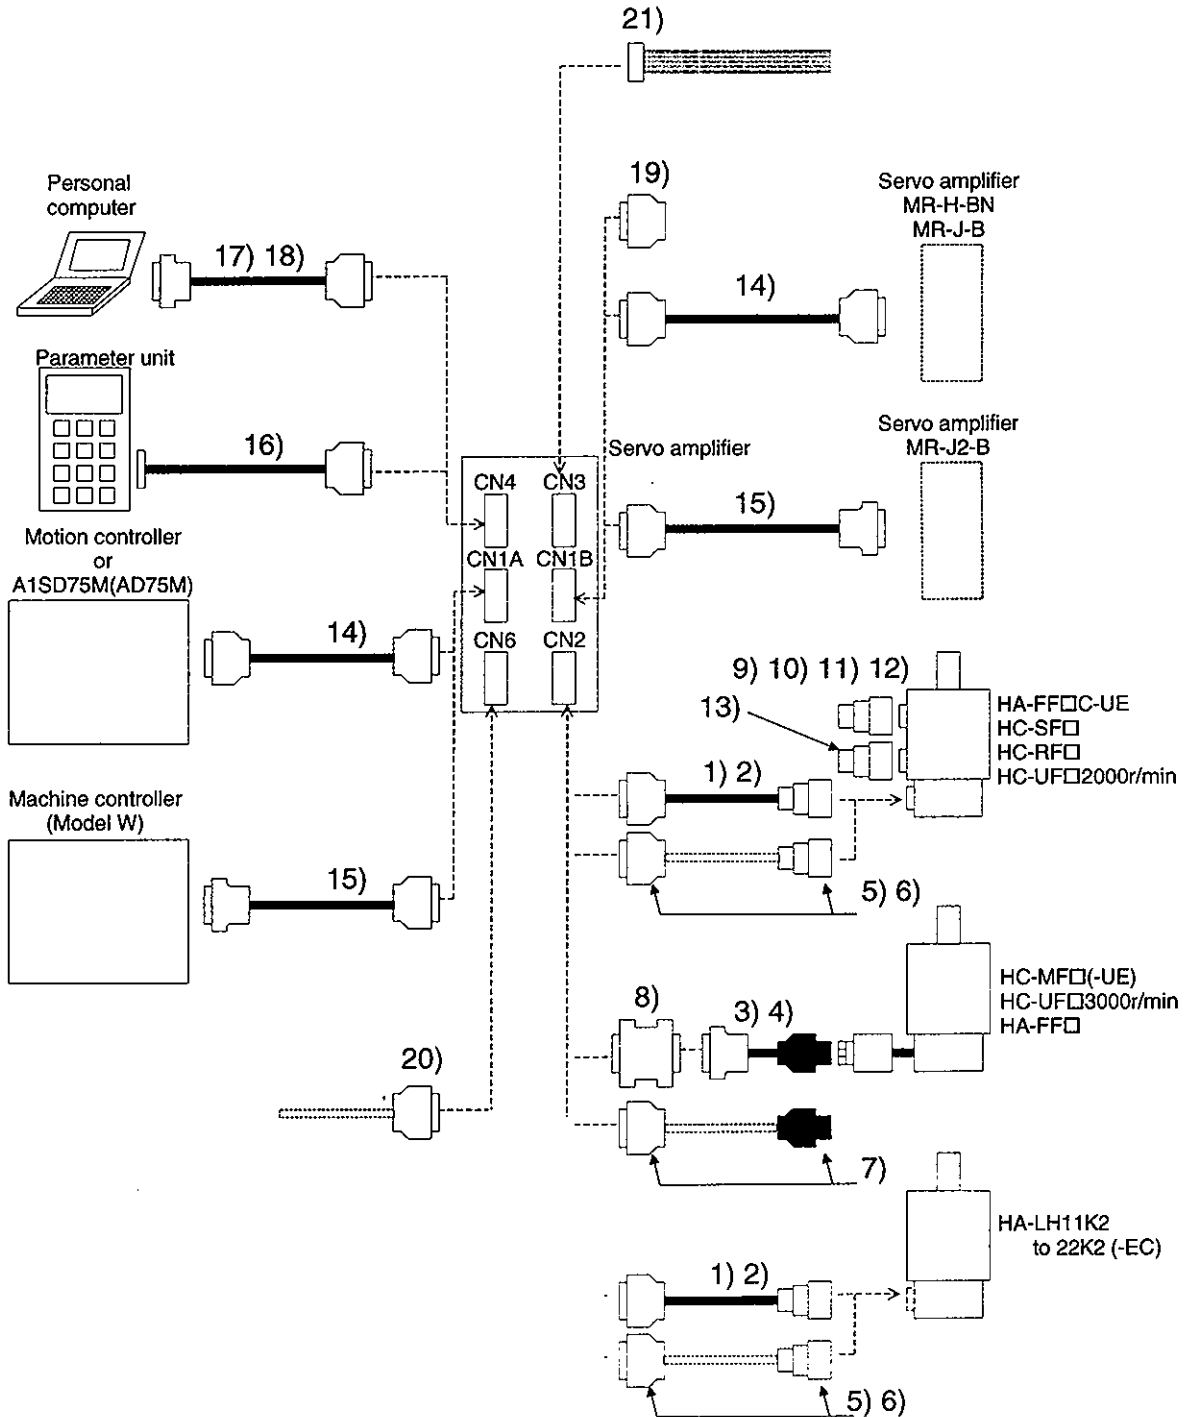 21)
19)
Personal
computer
17) 18)
Servo amplifier
MR-H-BN
MR-J-B
14)
Parameter unit
16)
Servo amplifier
Servo amplifier
MR-J2-B
15)
CN4
CN3
CN1A
CN1B
CN6
CN2
Motion controller
or
A1SD75M(AD75M)
14)
9) 10) 11) 12)
13)
HA-FF□C-UE
HC-SF□
HC-RF□
HC-UF□2000r/min
1) 2)
5) 6)
Machine controller
(Model W)
15)
8)
3) 4)
HC-MF□(-UE)
HC-UF□3000r/min
HA-FF□
20)
7)
HA-LH11K2
to 22K2 (-EC)
1) 2)
5) 6)